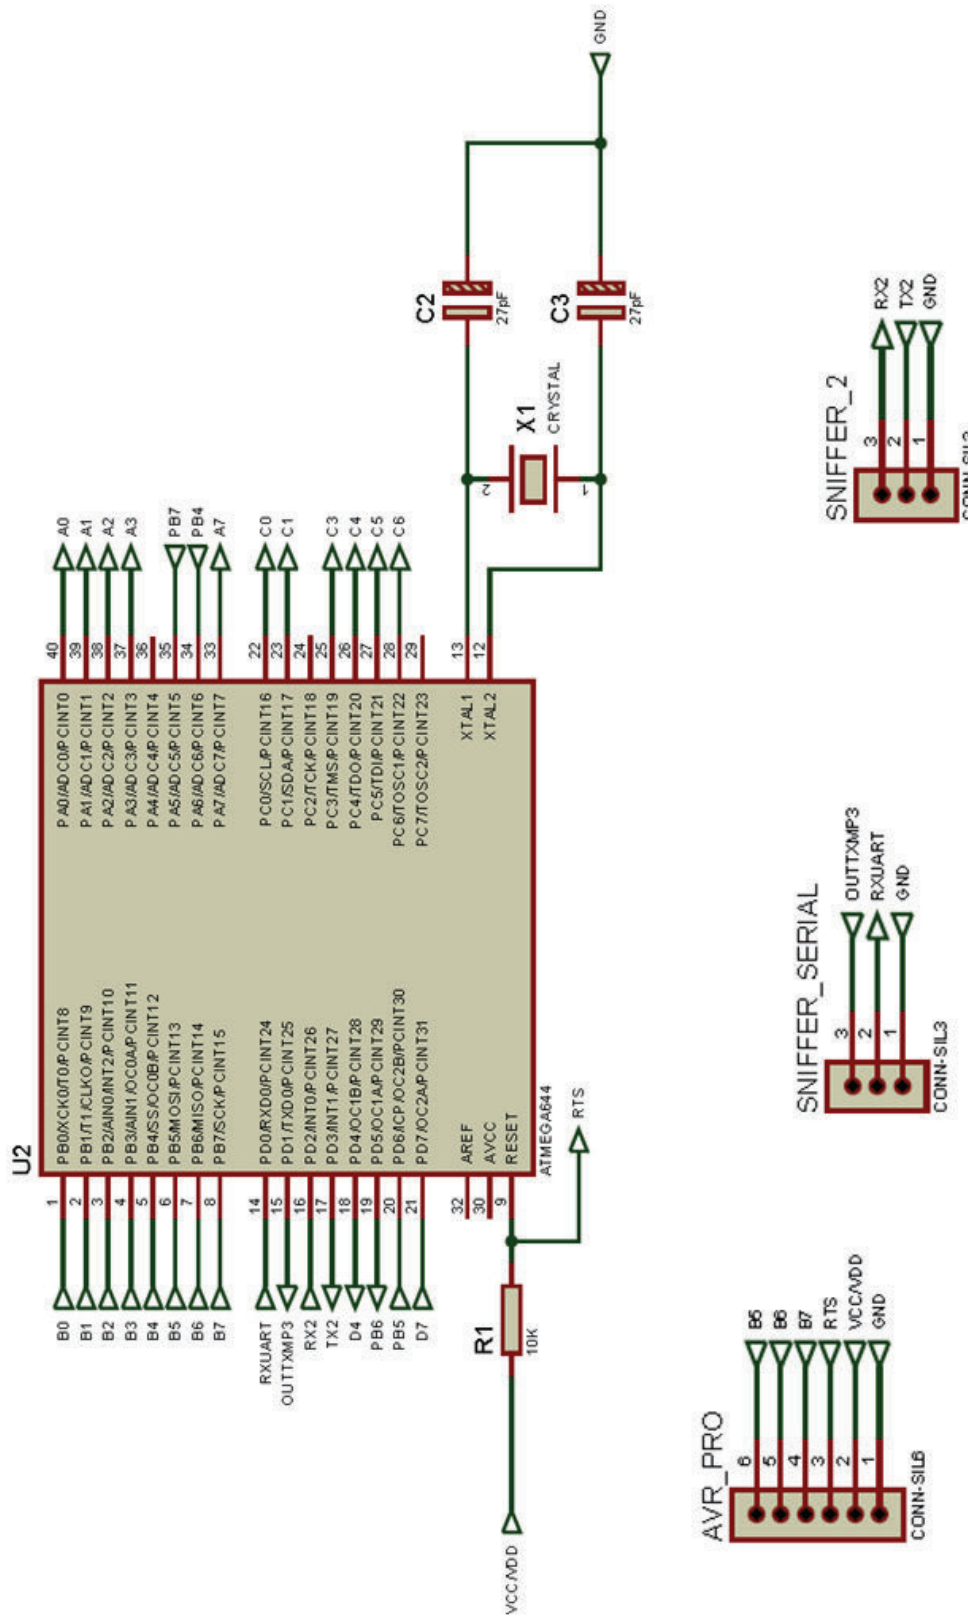 U2
1 PB0/XCK0/T0/PCINT8 B0
2 PB1/T1/CLKO/PCINT9 B1
3 PB2/AIN0/INT2/PCINT10 B2
4 PB3/AIN1/OC0A/PCINT11 B3
5 PB4/SS/OC0B/PCINT12 B4
6 PB5/MOSI/PCINT13 B5
7 PB6/MISO/PCINT14 B6
8 PB7/SCK/PCINT15 B7
14 PD0/RXD0/PCINT24 RXUART
15 PD1/TXD0/PCINT25 OUTTXMP3
16 PD2/INT0/PCINT26 RX2
17 PD3/INT1/PCINT27 TX2
18 PD4/OC1B/PCINT28 D4
19 PD5/OC1A/PCINT29 PB6
20 PD6/ICP/OC2B/PCINT30 PB5
21 PD7/OC2A/PCINT31 D7
32 AREF
30 AVCC
9 RESET
ATMEGA644
PA0/ADC0/PCINT0 40 A0
PA1/ADC1/PCINT1 39 A1
PA2/ADC2/PCINT2 38 A2
PA3/ADC3/PCINT3 37 A3
PA4/ADC4/PCINT4 36
PA5/ADC5/PCINT5 35 PB7
PA6/ADC6/PCINT6 34 PB4
PA7/ADC7/PCINT7 33 A7
PC0/SCL/PCINT16 22 C0
PC1/SDA/PCINT17 23 C1
PC2/TCK/PCINT18 24
PC3/TMS/PCINT19 25 C3
PC4/TDO/PCINT20 26 C4
PC5/TDI/PCINT21 27 C5
PC6/TOSC1/PCINT22 28 C6
PC7/TOSC2/PCINT23 29
XTAL1 13
XTAL2 12
VCC/VDD
R1
10K
RTS
2
1
X1
CRYSTAL
C2
27pF
C3
27pF
GND
AVR_PRO
6 B5
5 B6
4 B7
3 RTS
2 VCC/VDD
1 GND
CONN-SIL6
SNIFFER_SERIAL
3 OUTTXMP3
2 RXUART
1 GND
CONN-SIL3
SNIFFER_2
3 RX2
2 TX2
1 GND